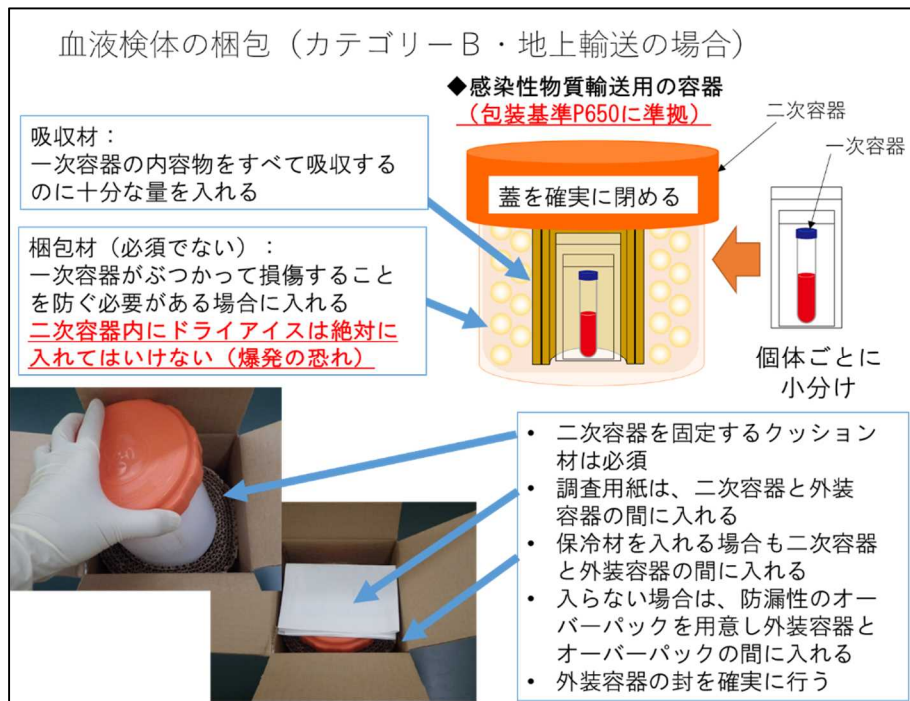 血液検体の梱包（カテゴリーB・地上輸送の場合）
◆感染性物質輸送用の容器
（包装基準P650に準拠）
二次容器
一次容器
吸収材：
一次容器の内容物をすべて吸収する
のに十分な量を入れる
蓋を確実に閉める
梱包材（必須でない）：
一次容器がぶつかって損傷すること
を防ぐ必要がある場合に入れる
二次容器内にドライアイスは絶対に
入れてはいけない（爆発の恐れ）
個体ごとに
小分け
• 二次容器を固定するクッション
材は必須
• 調査用紙は、二次容器と外装
容器の間に入れる
• 保冷材を入れる場合も二次容器
と外装容器の間に入れる
• 入らない場合は、防漏性のオー
バーパックを用意し外装容器と
オーバーパックの間に入れる
• 外装容器の封を確実に行う